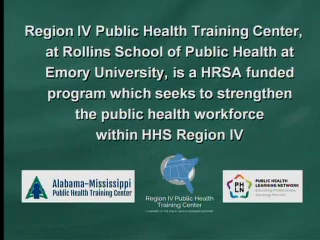 Region IV Public Health Training Center,
at Rollins School of Public Health at
Emory University, is a HRSA funded
program which seeks to strengthen
the public health workforce
within HHS Region IV
Alabama-Mississippi
Public Health Training Center
Region IV Public Health
Training Center
PH
LN
PUBLIC HEALTH
LEARNING NETWORK